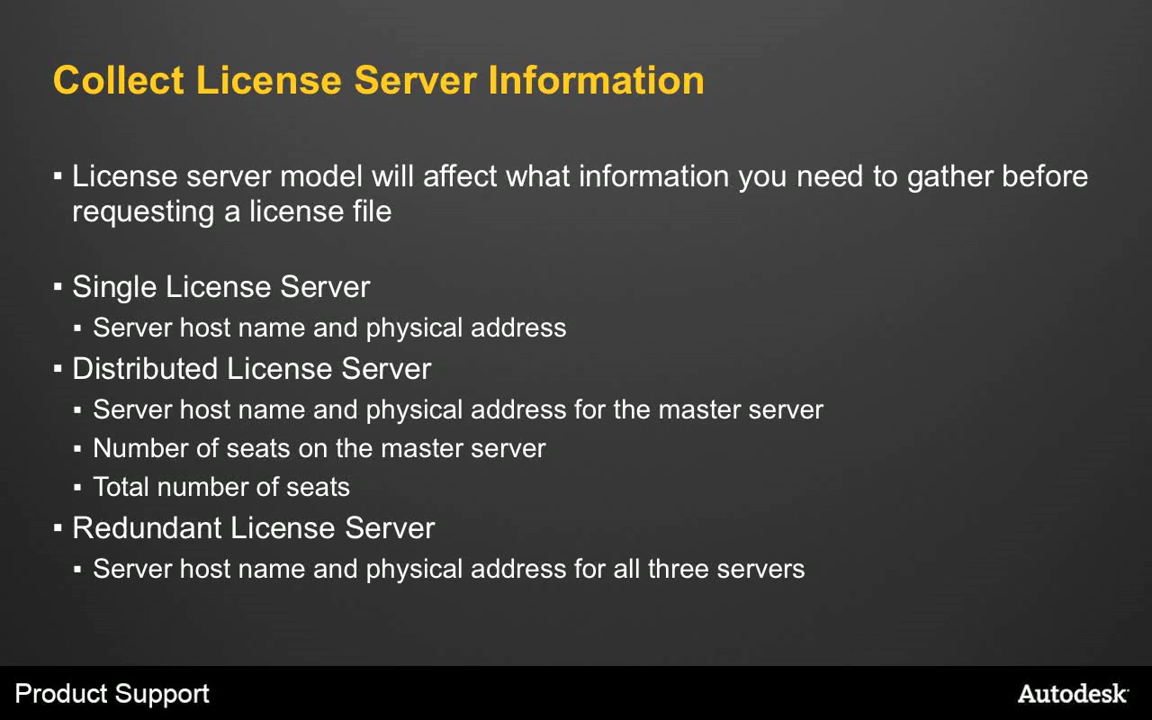 Collect License Server Information
▪ License server model will affect what information you need to gather before
requesting a license file
▪ Single License Server
▪ Server host name and physical address
▪ Distributed License Server
▪ Server host name and physical address for the master server
▪ Number of seats on the master server
▪ Total number of seats
▪ Redundant License Server
▪ Server host name and physical address for all three servers
Product Support
Autodesk